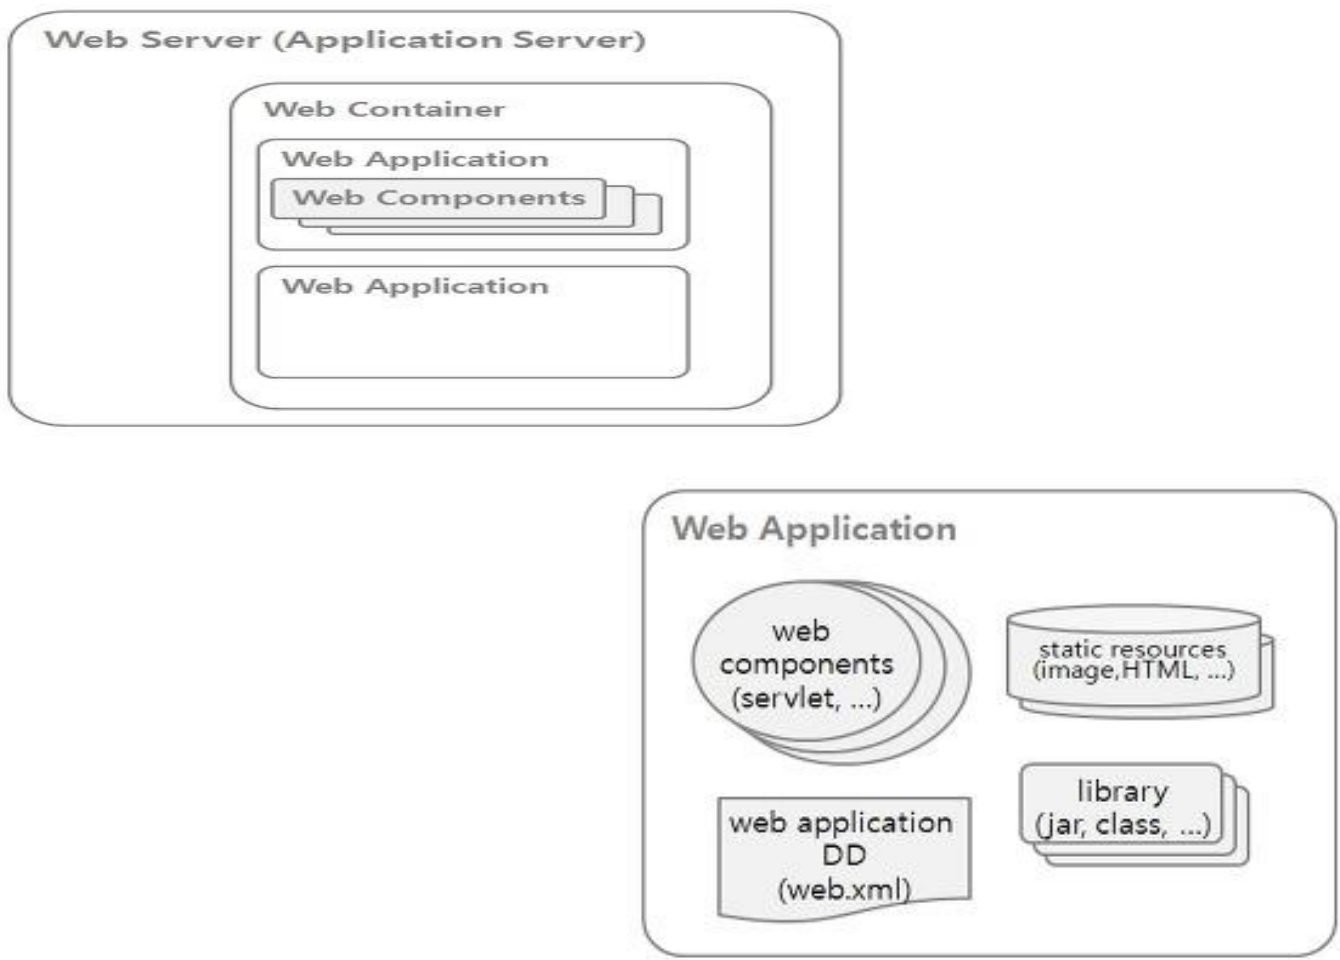 Web Server (Application Server)
Web Container
Web Application
Web Components
Web Application
Web Application
web
components
(servlet, ...)
static resources
(image,HTML, ...)
web application
DD
(web.xml)
library
(jar, class, ...)